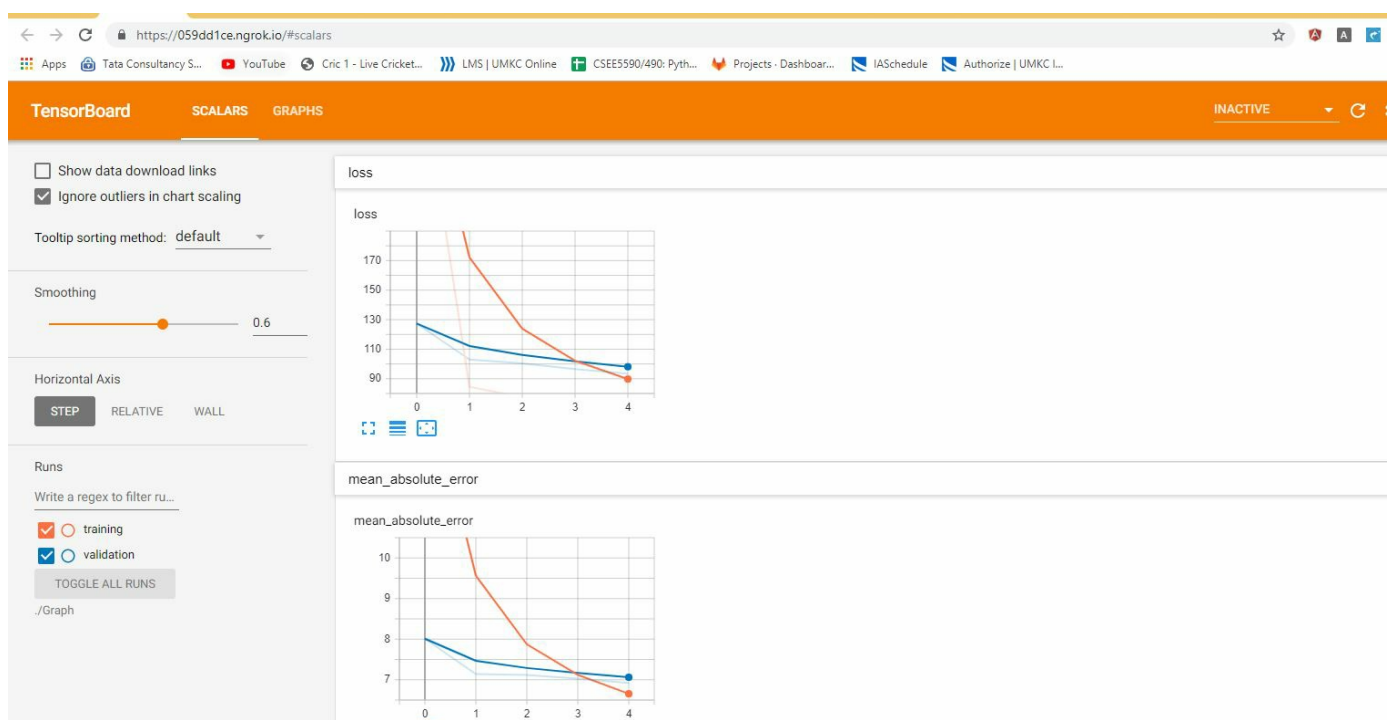 https://059dd1ce.ngrok.io/#scalars
Apps Tata Consultancy S... YouTube Cric 1 - Live Cricket... LMS | UMKC Online CSEE5590/490: Pyth... Projects · Dashboar... IASchedule Authorize | UMKC I...
TensorBoard SCALARS GRAPHS INACTIVE
Show data download links
Ignore outliers in chart scaling
Tooltip sorting method: default
Smoothing
0.6
Horizontal Axis
STEP RELATIVE WALL
Runs
Write a regex to filter ru...
training
validation
TOGGLE ALL RUNS
./Graph
loss
loss
170
150
130
110
90
0 1 2 3 4
mean_absolute_error
mean_absolute_error
10
9
8
7
0 1 2 3 4